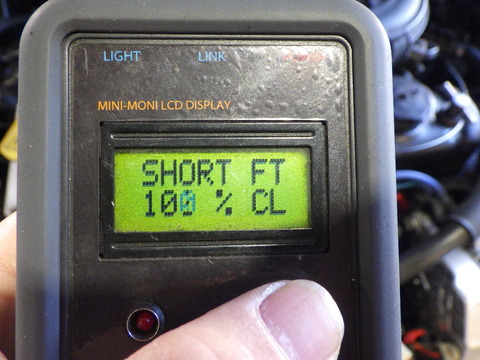 LIGHT LINK
MINI-MONI LCD DISPLAY
SHORT FT
100 % CL